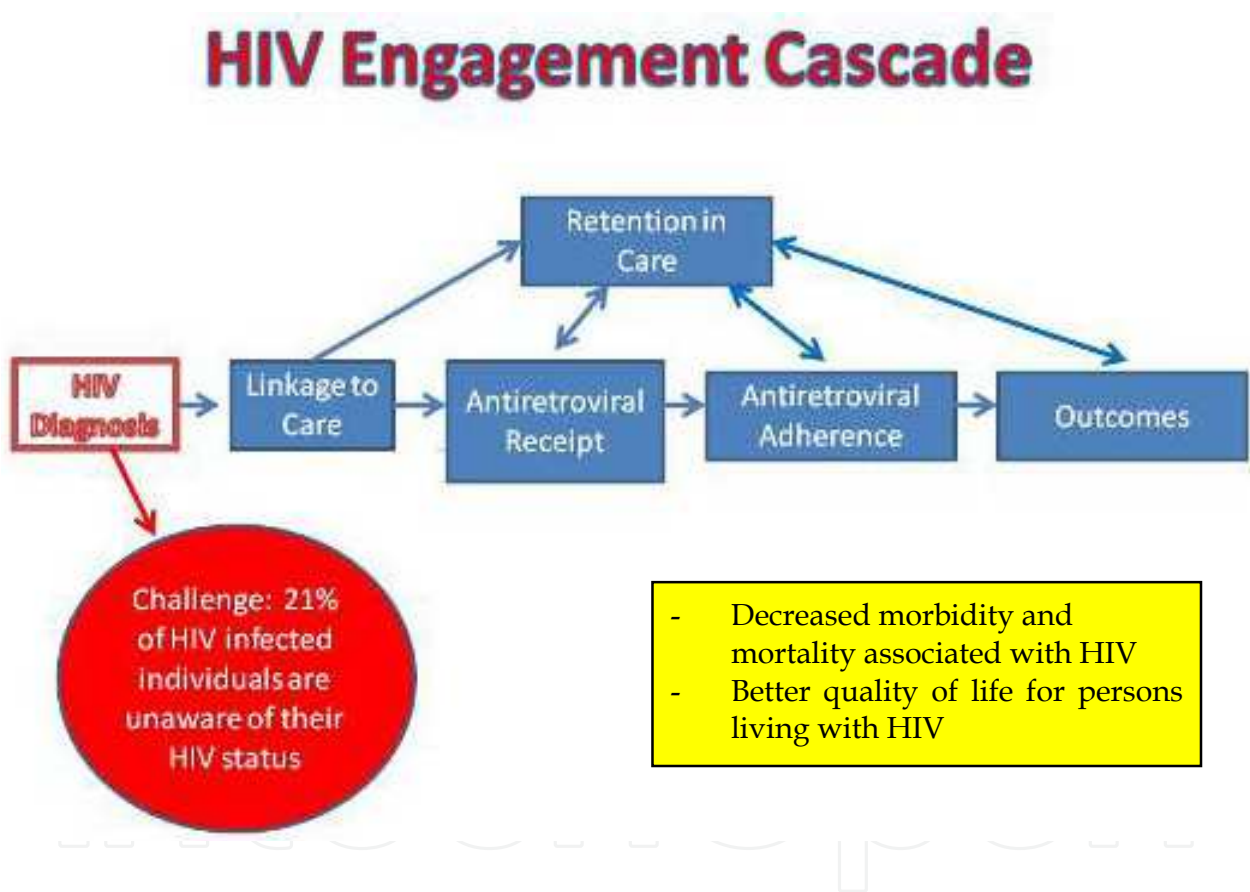 HIV Engagement Cascade
Retention in
Care
HIV
Diagnosis
Linkage to
Care
Antiretroviral
Receipt
Antiretroviral
Adherence
Outcomes
Challenge: 21%
of HIV infected
individuals are
unaware of their
HIV status
- Decreased morbidity and
mortality associated with HIV
- Better quality of life for persons
living with HIV